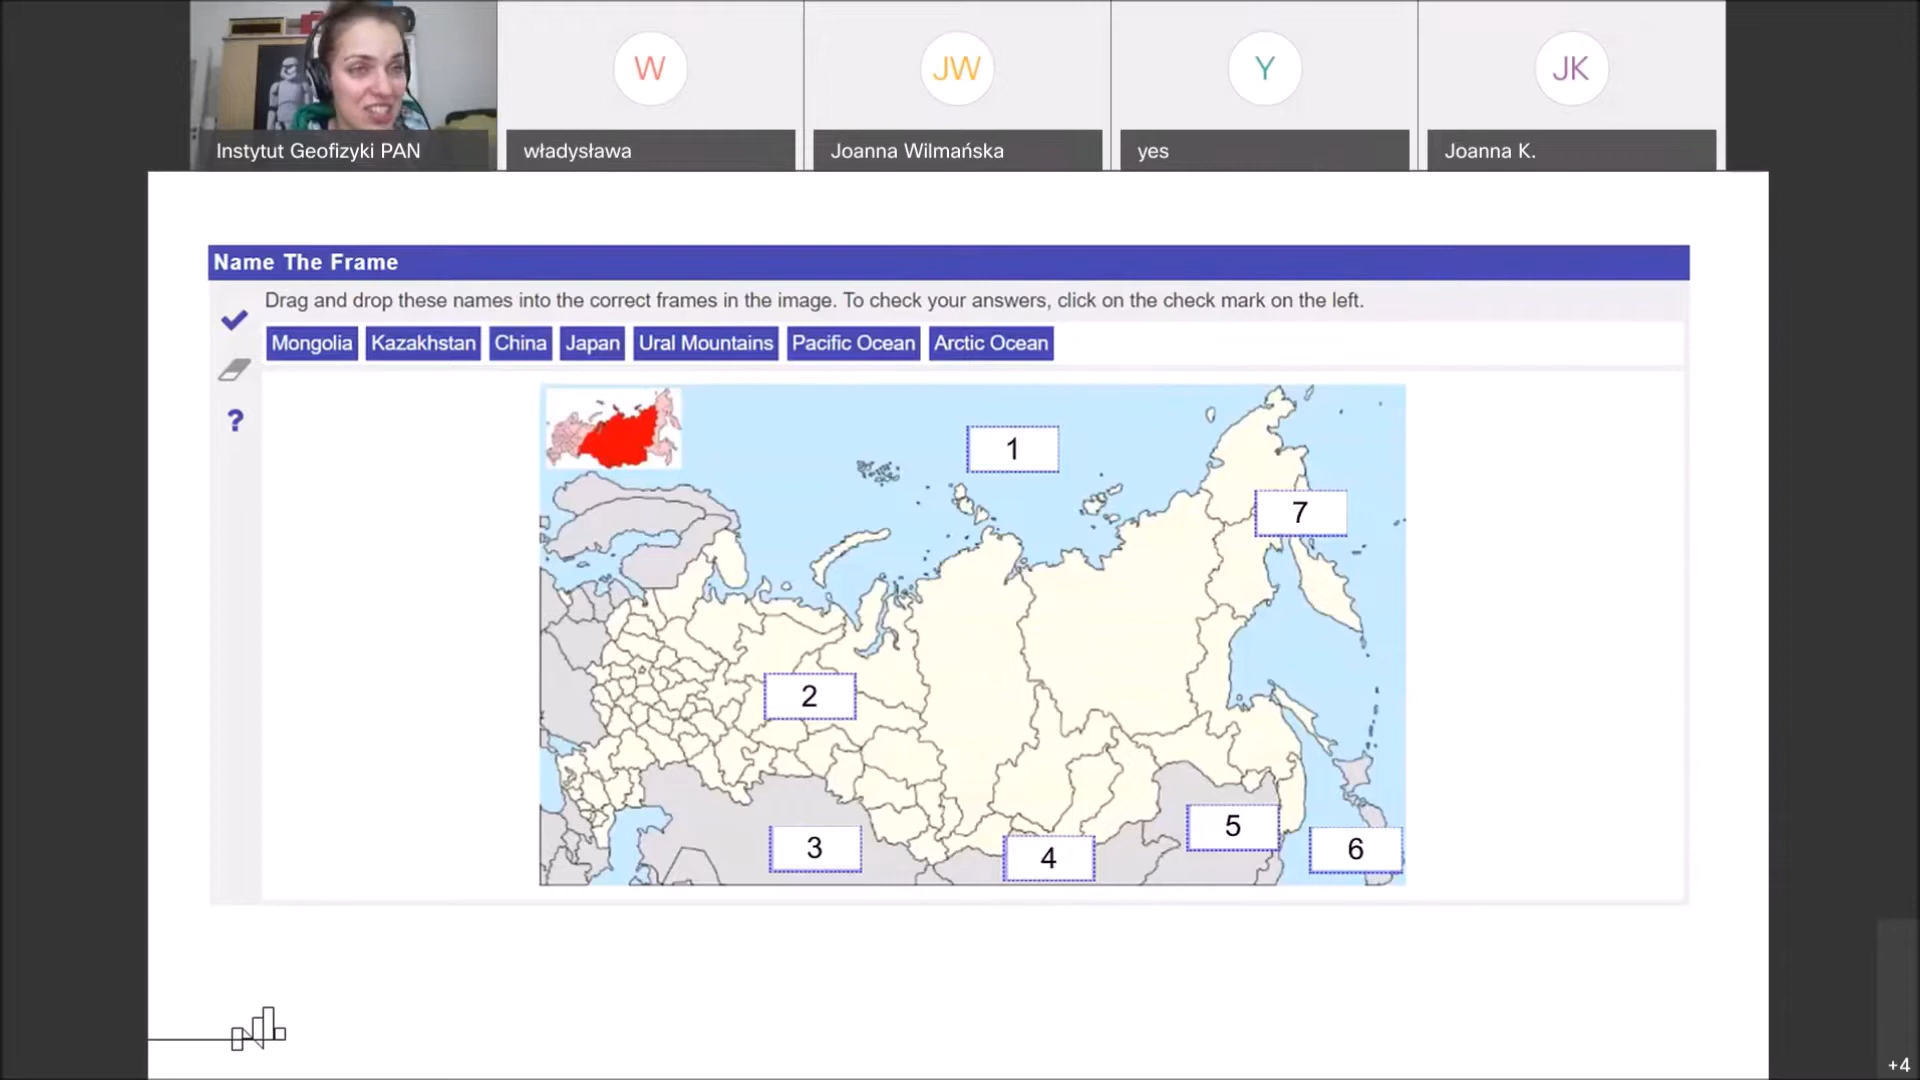 W
JW
Y
JK
Instytut Geofizyki PAN
władysława
Joanna Wilmańska
yes
Joanna K.
Name The Frame
Drag and drop these names into the correct frames in the image. To check your answers, click on the check mark on the left.
Mongolia Kazakhstan China Japan Ural Mountains Pacific Ocean Arctic Ocean
?
1
7
2
5
3
4
6
+4